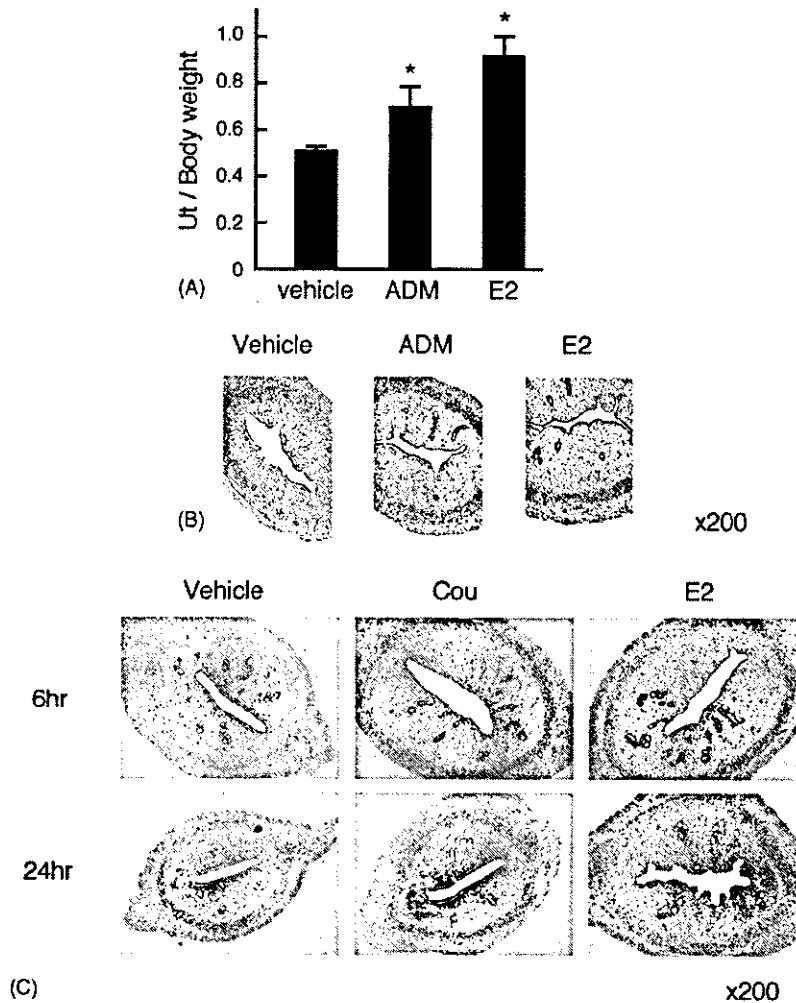 1.0
0.8
0.6
0.4
0.2
0
Ut / Body weight
*
*
vehicle ADM E2
(A)
Vehicle ADM E2
(B)
x200
Vehicle Cou E2
6hr
24hr
(C)
x200